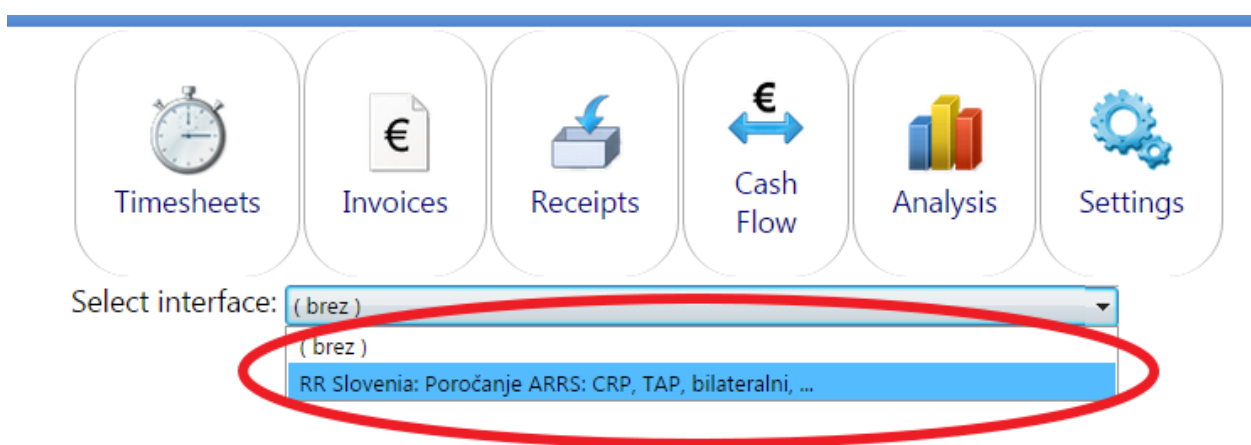 €
€
Timesheets
Invoices
Receipts
Cash
Flow
Analysis
Settings
Select interface: ( brez )
( brez )
RR Slovenia: Poročanje ARRS: CRP, TAP, bilateralni, ...